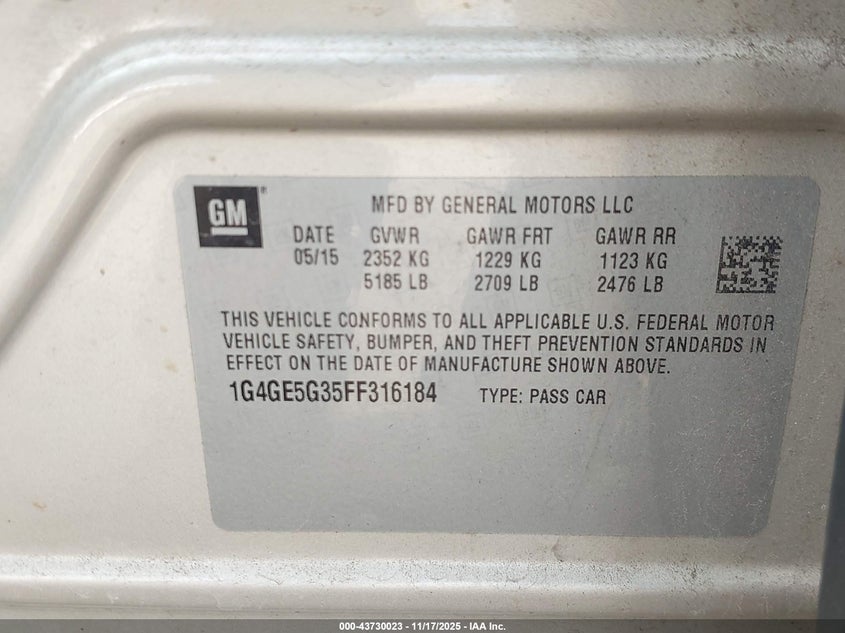 GM ®
MFD BY GENERAL MOTORS LLC
DATE GVWR GAWR FRT GAWR RR
05/15 2352 KG 1229 KG 1123 KG
5185 LB 2709 LB 2476 LB
THIS VEHICLE CONFORMS TO ALL APPLICABLE U.S. FEDERAL MOTOR
VEHICLE SAFETY, BUMPER, AND THEFT PREVENTION STANDARDS IN
EFFECT ON THE DATE OF MANUFACTURE SHOWN ABOVE.
1G4GE5G35FF316184 TYPE: PASS CAR
000-43730023 - 11/17/2025 - IAA Inc.